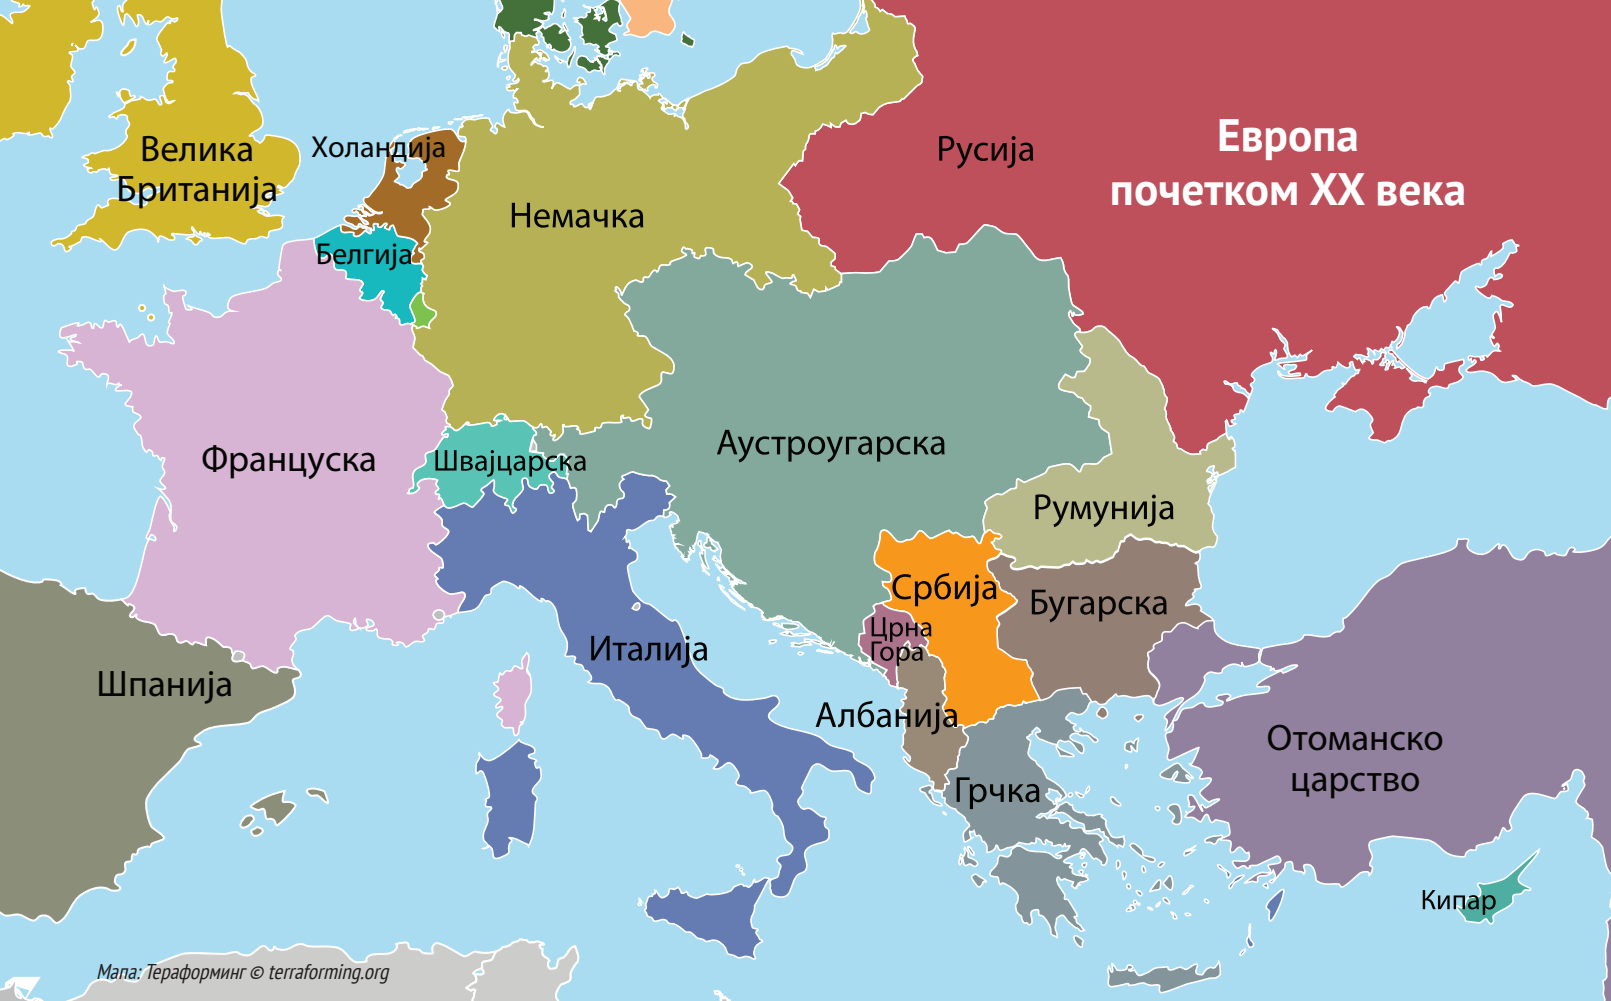 Европа
почетком XX века
Велика
Британија
Холандија
Белгија
Немачка
Русија
Француска
Швајцарска
Аустроугарска
Румунија
Србија
Бугарска
Црна
Гора
Италија
Шпанија
Албанија
Грчка
Отоманско
царство
Кипар
Мапа: Тераформинг © terraforming.org